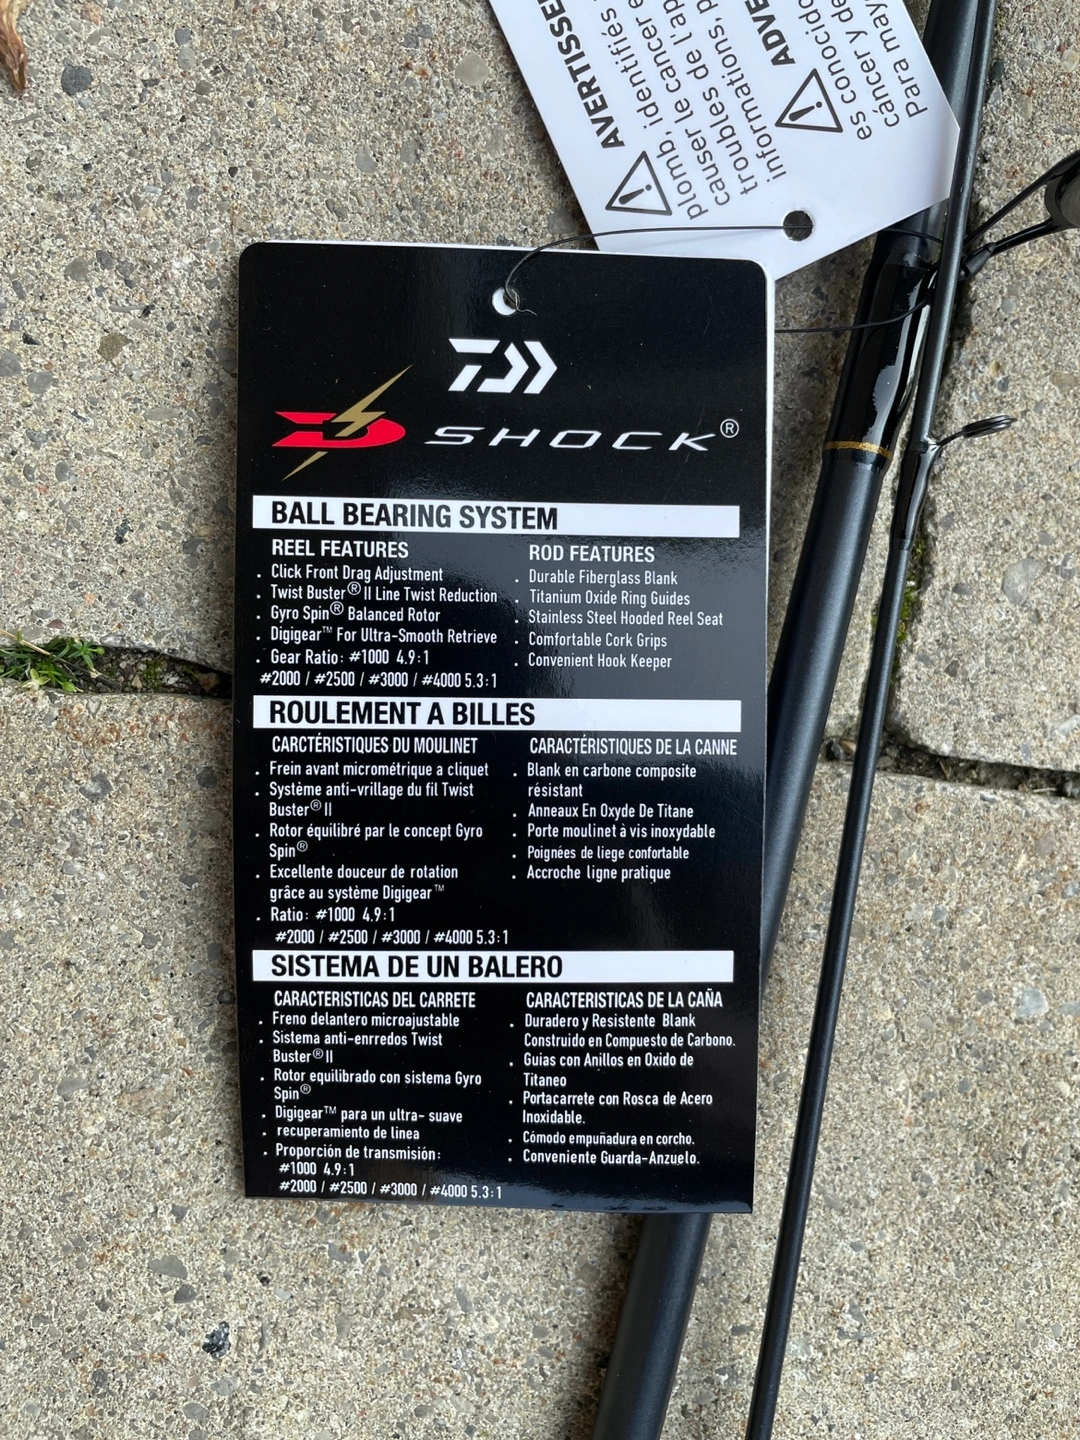 AVERTISSE
plomb, identifiés
causer le cancer e
troubles de l'ap
informations, p
ADVE
es conocido
cáncer y de
Para may
D SHOCK®
BALL BEARING SYSTEM
REEL FEATURES
. Click Front Drag Adjustment
. Twist Buster® II Line Twist Reduction
. Gyro Spin® Balanced Rotor
. Digigear™ For Ultra-Smooth Retrieve
. Gear Ratio: #1000 4.9:1
#2000 / #2500 / #3000 / #4000 5.3:1
ROD FEATURES
. Durable Fiberglass Blank
. Titanium Oxide Ring Guides
. Stainless Steel Hooded Reel Seat
. Comfortable Cork Grips
. Convenient Hook Keeper
ROULEMENT A BILLES
CARCTÉRISTIQUES DU MOULINET
. Frein avant micrométrique a cliquet
. Système anti-vrillage du fil Twist
Buster® II
. Rotor équilibré par le concept Gyro
Spin®
. Excellente douceur de rotation
grâce au système Digigear™
. Ratio: #1000 4.9:1
#2000 / #2500 / #3000 / #4000 5.3:1
CARACTÉRISTIQUES DE LA CANNE
. Blank en carbone composite
résistant
. Anneaux En Oxyde De Titane
. Porte moulinet à vis inoxydable
. Poignées de liege confortable
. Accroche ligne pratique
SISTEMA DE UN BALERO
CARACTERISTICAS DEL CARRETE
. Freno delantero microajustable
. Sistema anti-enrredos Twist
Buster® II
. Rotor equilibrado con sistema Gyro
Spin®
. Digigear™ para un ultra- suave
. recuperamiento de linea
. Proporción de transmisión:
#1000 4.9:1
#2000 / #2500 / #3000 / #4000 5.3:1
CARACTERISTICAS DE LA CAÑA
. Duradero y Resistente Blank
Construido en Compuesto de Carbono.
. Guias con Anillos en Oxido de
Titaneo
. Portacarrete con Rosca de Acero
Inoxidable.
. Cómodo empuñadura en corcho.
. Conveniente Guarda-Anzuelo.